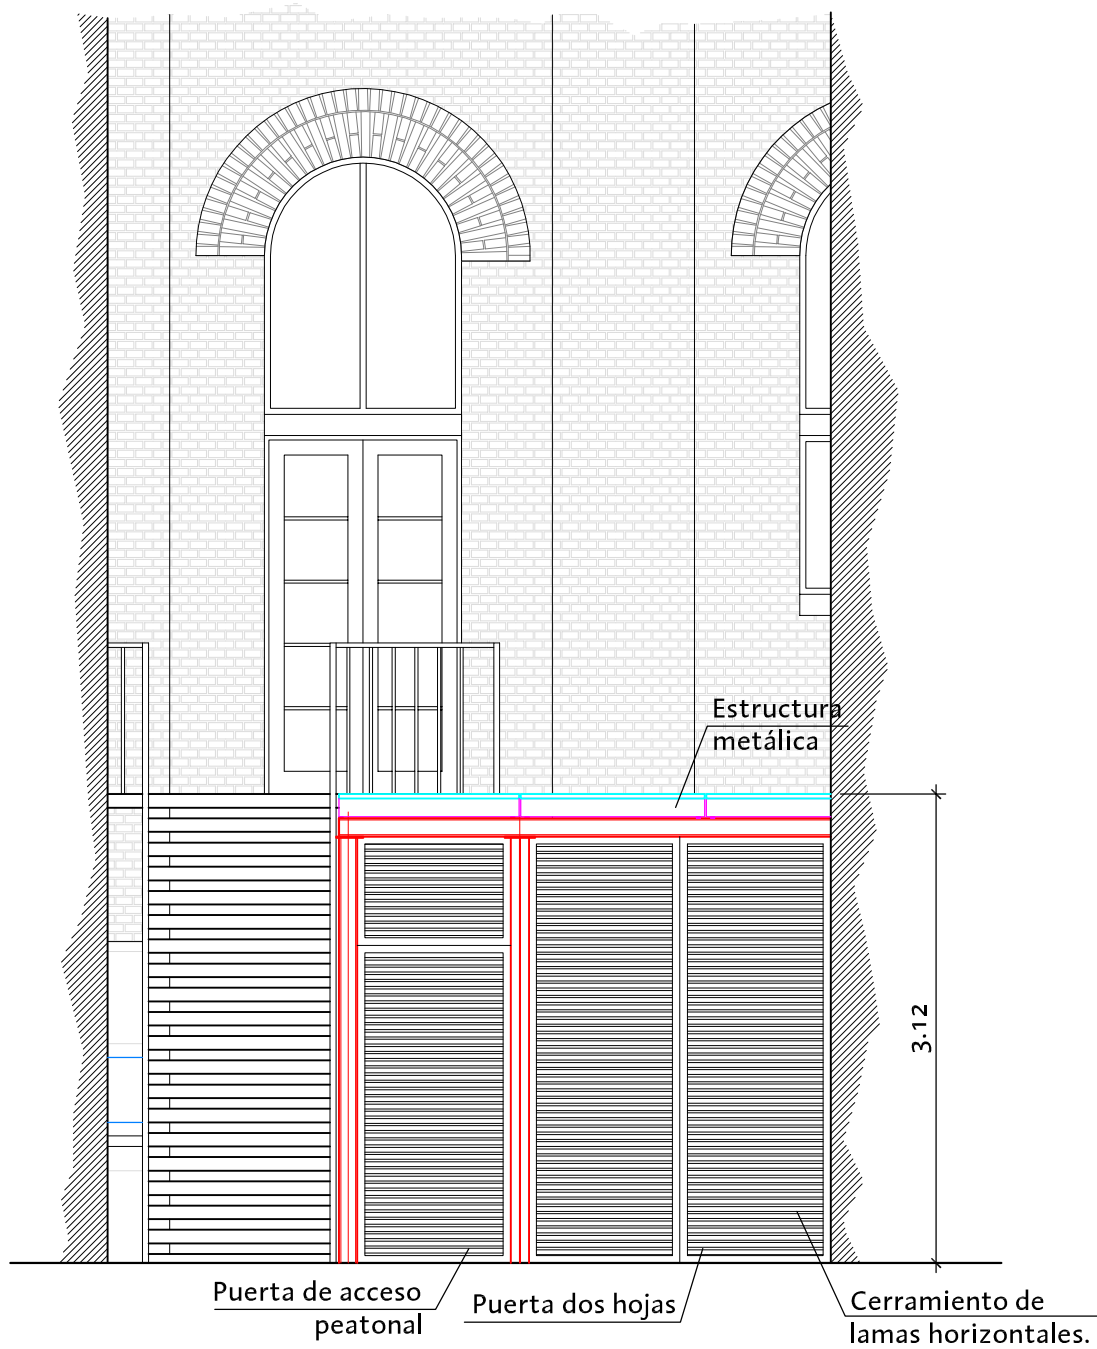 Estructura
metálica
3.12
Puerta de acceso
peatonal
Puerta dos hojas
Cerramiento de
lamas horizontales.